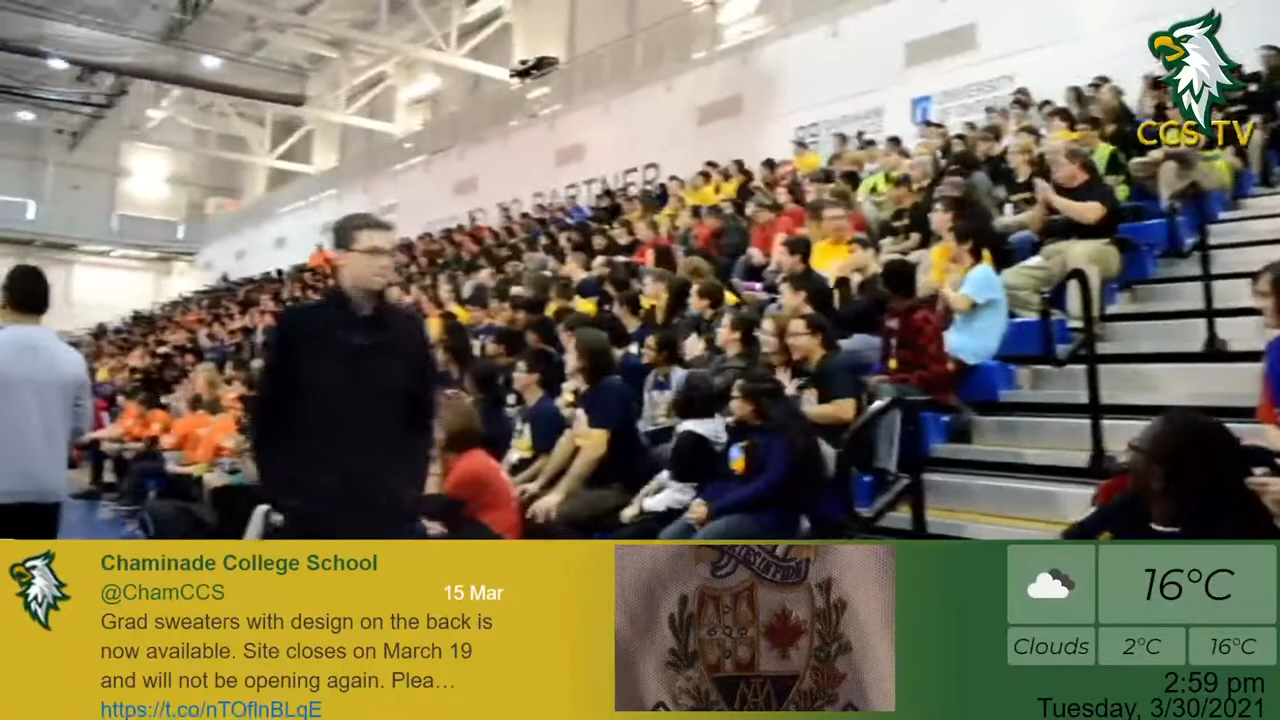 CCS TV
PARTNER
Chaminade College School
@ChamCCS
15 Mar
Grad sweaters with design on the back is
now available. Site closes on March 19
and will not be opening again. Plea…
https://t.co/nTOflnBLqE
16°C
Clouds
2°C
16°C
2:59 pm
Tuesday, 3/30/2021